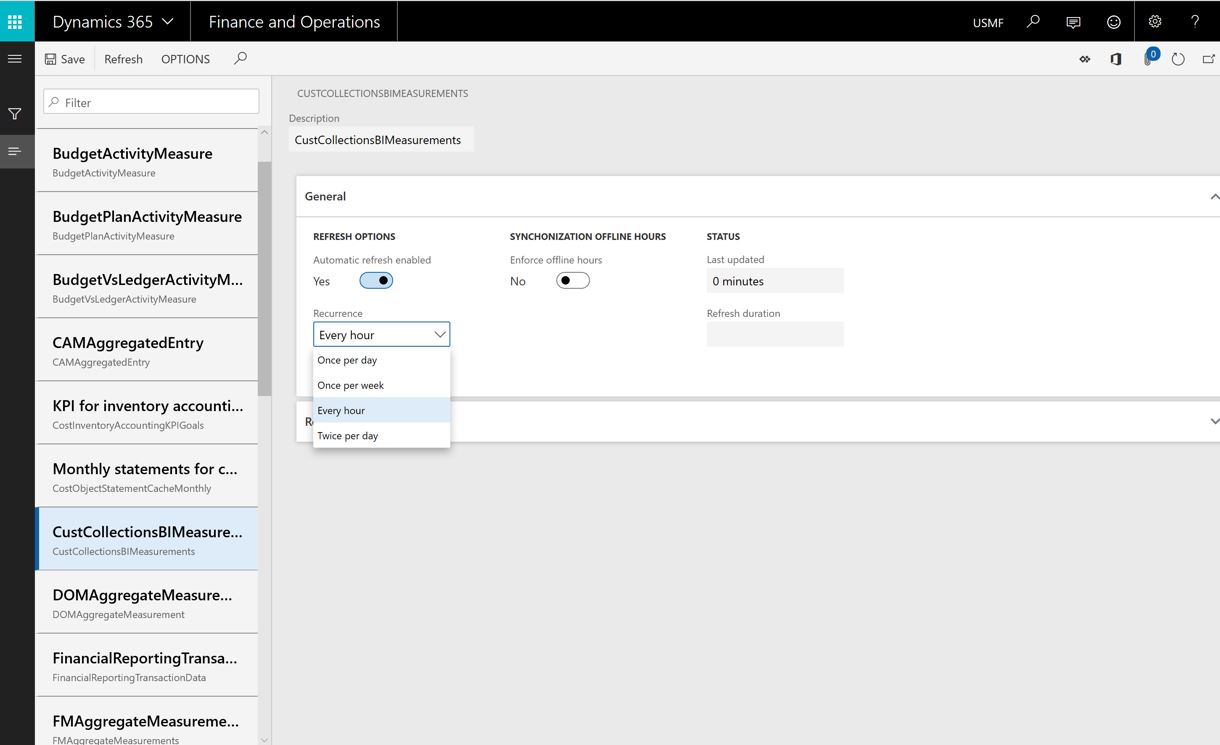 Dynamics 365
Finance and Operations
USMF
?
Save
Refresh
OPTIONS
0
Filter
BudgetActivityMeasure
BudgetActivityMeasure
BudgetPlanActivityMeasure
BudgetPlanActivityMeasure
BudgetVsLedgerActivityM...
BudgetVsLedgerActivityMeasure
CAMAggregatedEntry
CAMAggregatedEntry
KPI for inventory accounti...
CostInventoryAccountingKPIGoals
Monthly statements for c...
CostObjectStatementCacheMonthly
CustCollectionsBIMeasure...
CustCollectionsBIMeasurements
DOMAggregateMeasure...
DOMAggregateMeasurement
FinancialReportingTransa...
FinancialReportingTransactionData
FMAggregateMeasureme...
FMAggregateMeasurements
CUSTCOLLECTIONSBIMEASUREMENTS
Description
CustCollectionsBIMeasurements
General
REFRESH OPTIONS
Automatic refresh enabled
Yes
Recurrence
Every hour
Once per day
Once per week
Every hour
Twice per day
SYNCHONIZATION OFFLINE HOURS
Enforce offline hours
No
STATUS
Last updated
0 minutes
Refresh duration